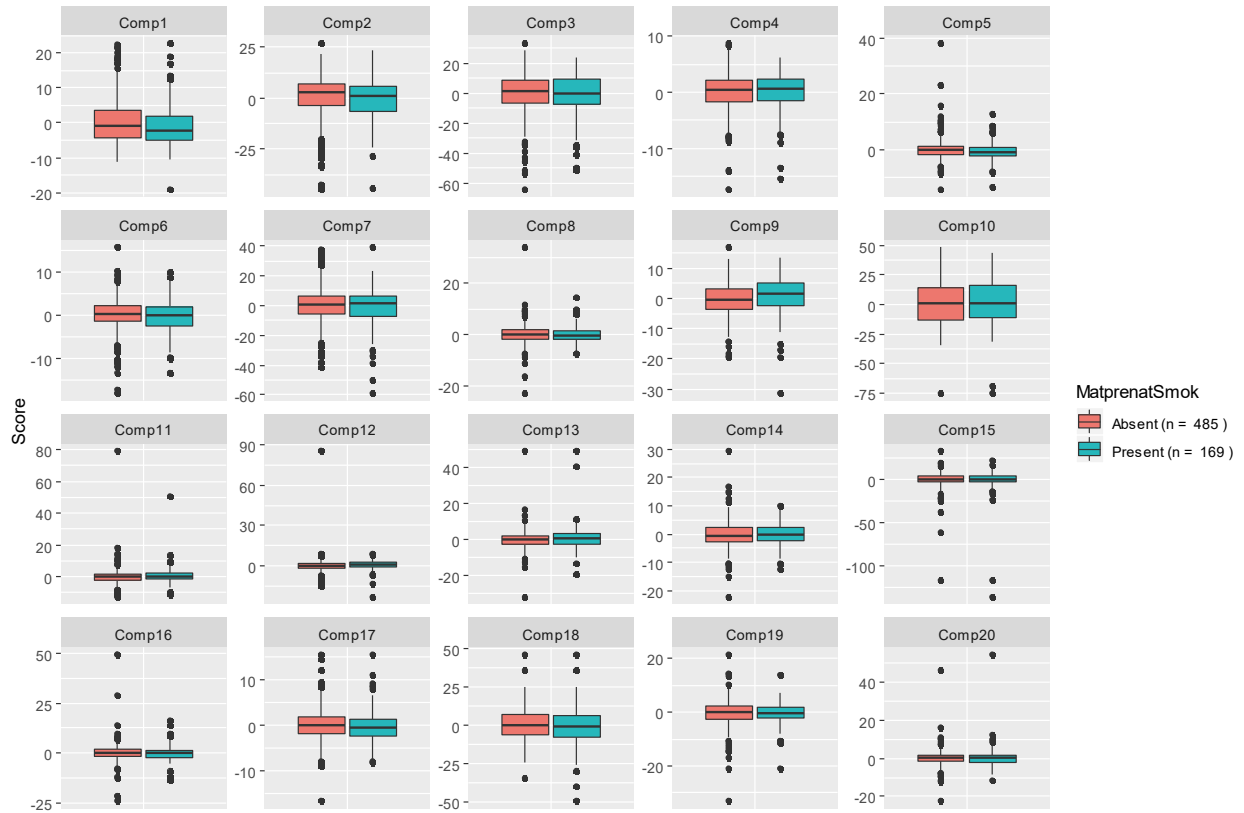 Comp1 Comp2 Comp3 Comp4 Comp5
20 10 0 -10 -20
25 0 -25
20 0 -20 -40 -60
10 0 -10
40 20 0
Comp6 Comp7 Comp8 Comp9 Comp10
10 0 -10
40 20 0 -20 -40 -60
20 0 -20
10 0 -10 -20 -30
50 25 0 -25 -50 -75
Score
MatprenatSmok
Absent (n = 485 )
Present (n = 169 )
Comp11 Comp12 Comp13 Comp14 Comp15
80 60 40 20 0
90 60 30 0
40 20 0 -20
30 20 10 0 -10 -20
0 -50 -100
Comp16 Comp17 Comp18 Comp19 Comp20
50 25 0 -25
10 0 -10
50 25 0 -25 -50
20 10 0 -10 -20
40 20 0 -20